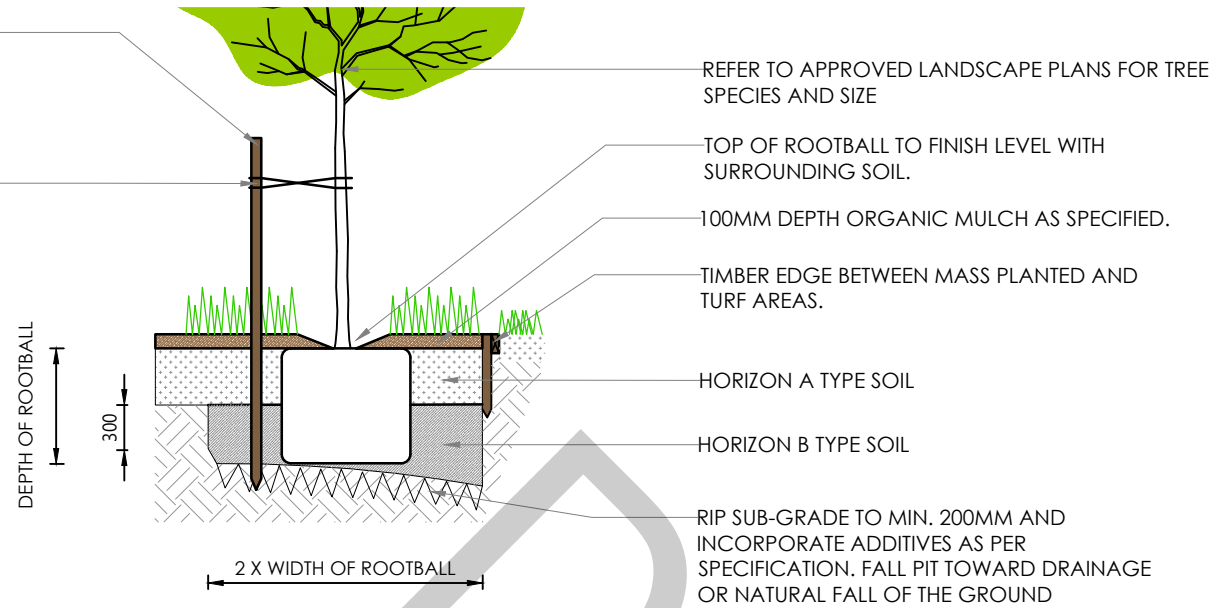 REFER TO APPROVED LANDSCAPE PLANS FOR TREE
SPECIES AND SIZE
TOP OF ROOTBALL TO FINISH LEVEL WITH
SURROUNDING SOIL.
100MM DEPTH ORGANIC MULCH AS SPECIFIED.
TIMBER EDGE BETWEEN MASS PLANTED AND
TURF AREAS.
HORIZON A TYPE SOIL
HORIZON B TYPE SOIL
RIP SUB-GRADE TO MIN. 200MM AND
INCORPORATE ADDITIVES AS PER
SPECIFICATION. FALL PIT TOWARD DRAINAGE
OR NATURAL FALL OF THE GROUND
DEPTH OF ROOTBALL
300
2 X WIDTH OF ROOTBALL